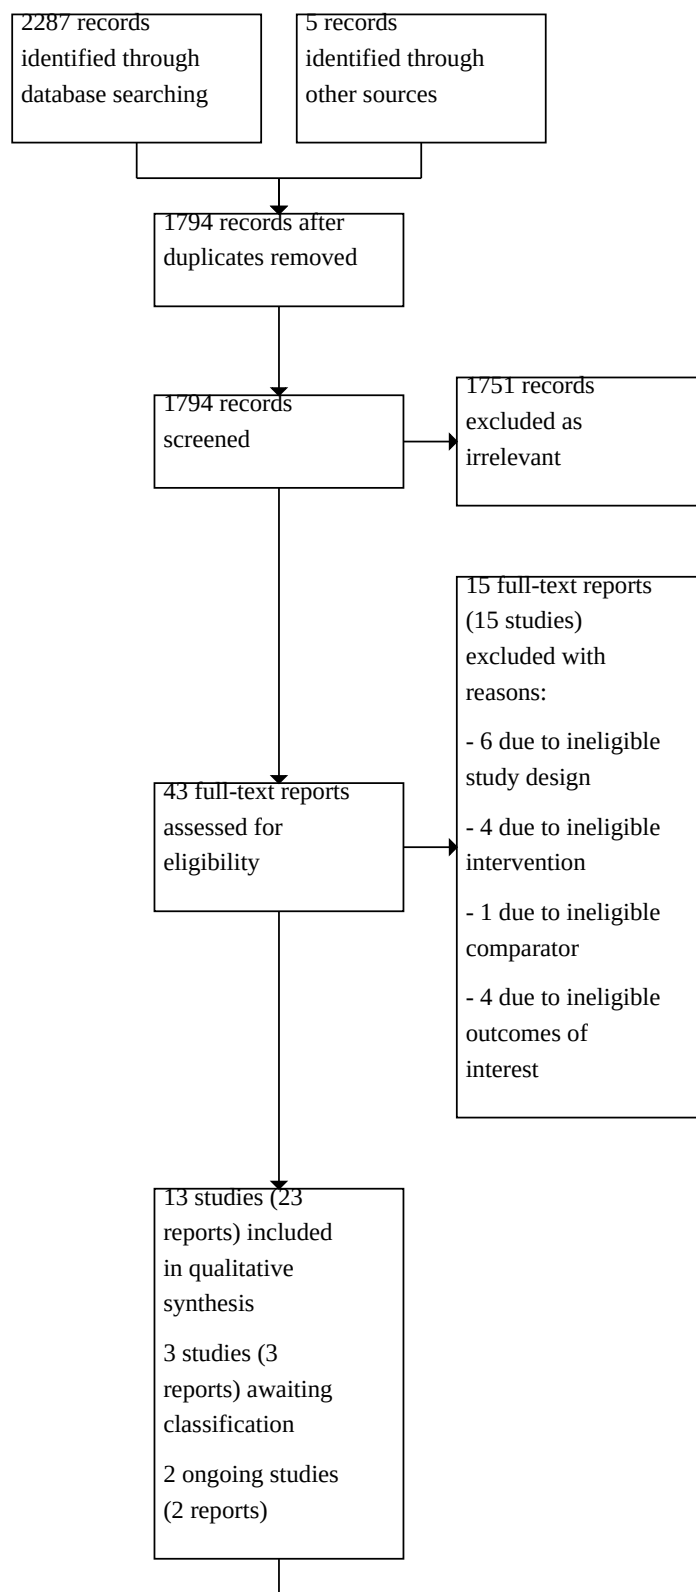 2287 records
identified through
database searching
5 records
identified through
other sources
1794 records after
duplicates removed
1794 records
screened
1751 records
excluded as
irrelevant
15 full-text reports
(15 studies)
excluded with
reasons:
- 6 due to ineligible
study design
- 4 due to ineligible
intervention
- 1 due to ineligible
comparator
- 4 due to ineligible
outcomes of
interest
43 full-text reports
assessed for
eligibility
13 studies (23
reports) included
in qualitative
synthesis
3 studies (3
reports) awaiting
classification
2 ongoing studies
(2 reports)